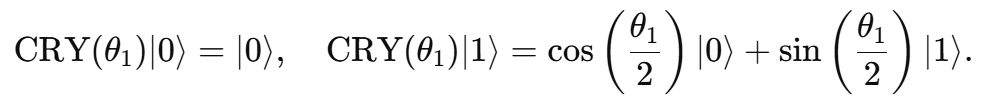 CRY(θ₁)|0⟩ = |0⟩, CRY(θ₁)|1⟩ = cos(θ₁/2)|0⟩ + sin(θ₁/2)|1⟩.